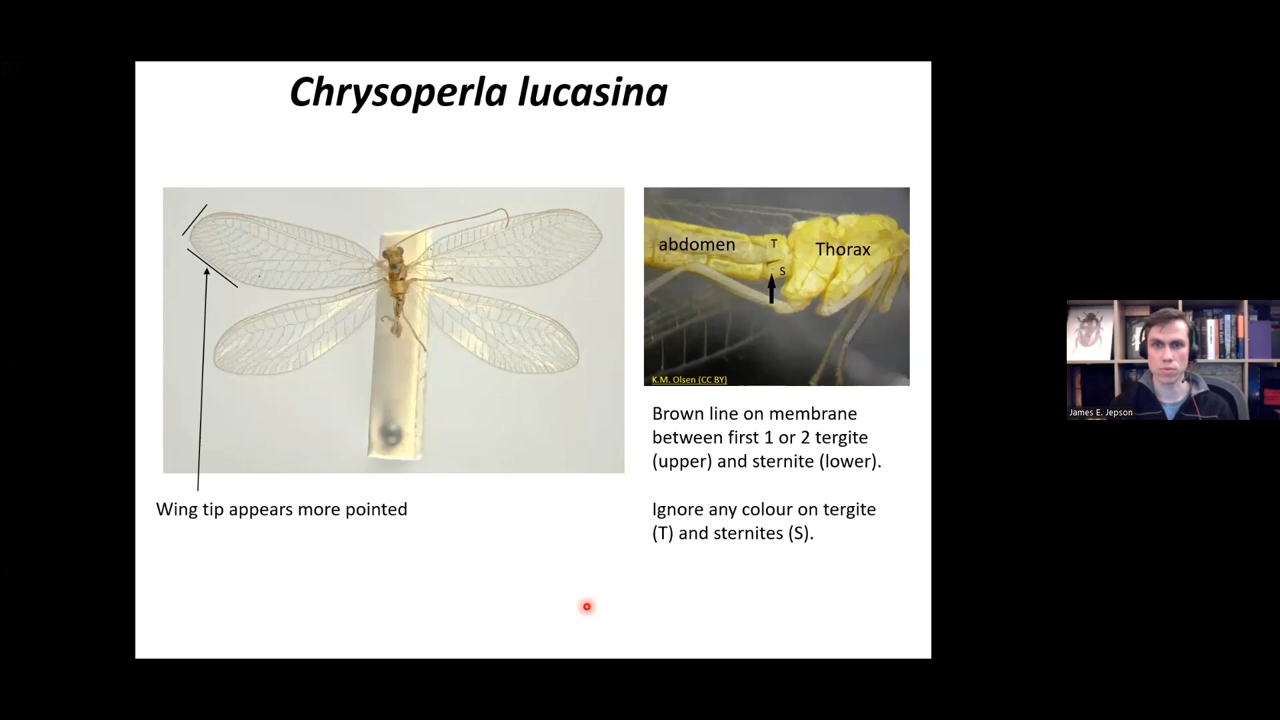 Chrysoperla lucasina
abdomen
T
S
Thorax
K.M. Olsen (CC BY)
Brown line on membrane
between first 1 or 2 tergite
(upper) and sternite (lower).
Ignore any colour on tergite
(T) and sternites (S).
Wing tip appears more pointed
James E. Jepson